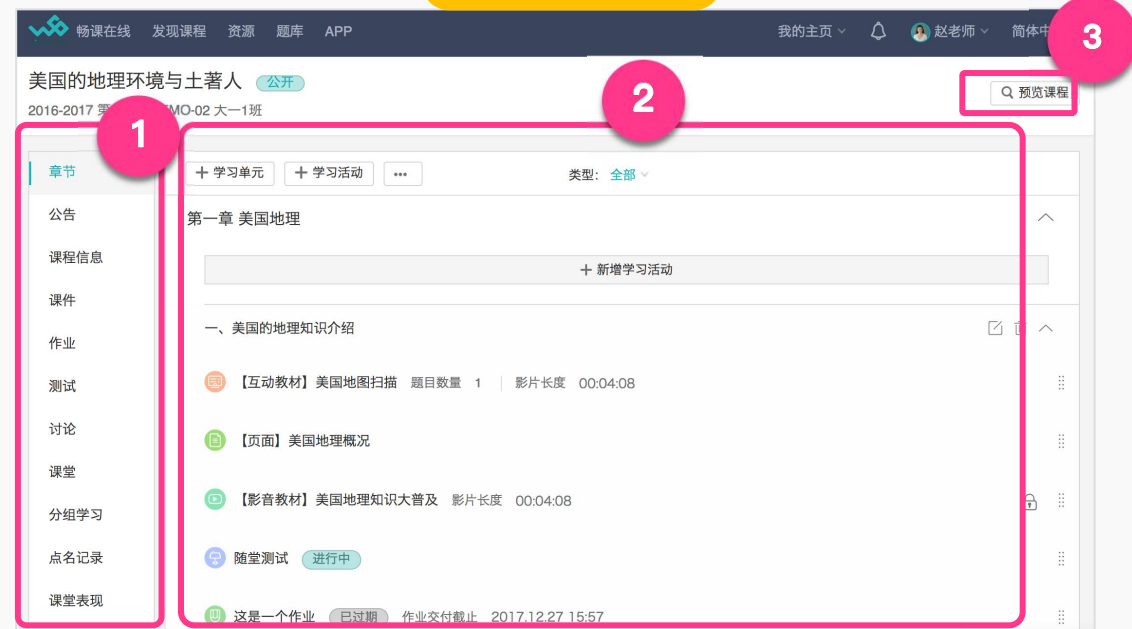 畅课在线 发现课程 资源 题库 APP 我的主页 赵老师 简体中
3
美国的地理环境与土著人 公开
2
预览课程
2016-2017 第 MO-02 大一1班
1
章节
学习单元 学习活动 ••• 类型: 全部
公告
第一章 美国地理
课程信息
新增学习活动
课件
一、美国的地理知识介绍
作业
测试
【互动教材】美国地图扫描 题目数量 1 影片长度 00:04:08
讨论
【页面】美国地理概况
课堂
【影音教材】美国地理知识大普及 影片长度 00:04:08
分组学习
点名记录
随堂测试 进行中
课堂表现
这是一个作业 已过期 作业交付截止 2017.12.27 15:57